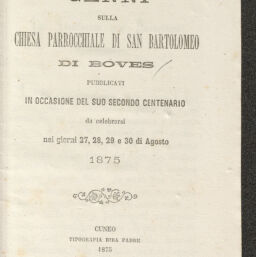 CENNI
SULLA
CHIESA PARROCCHIALE DI SAN BARTOLOMEO
DI BOVES
PUBBLICATI
IN OCCASIONE DEL SUO SECONDO CENTENARIO
da celebrarsi
nei giorni 27, 28, 29 e 30 di Agosto
1875
CUNEO
TIPOGRAFIA RIBA PADRE
1875